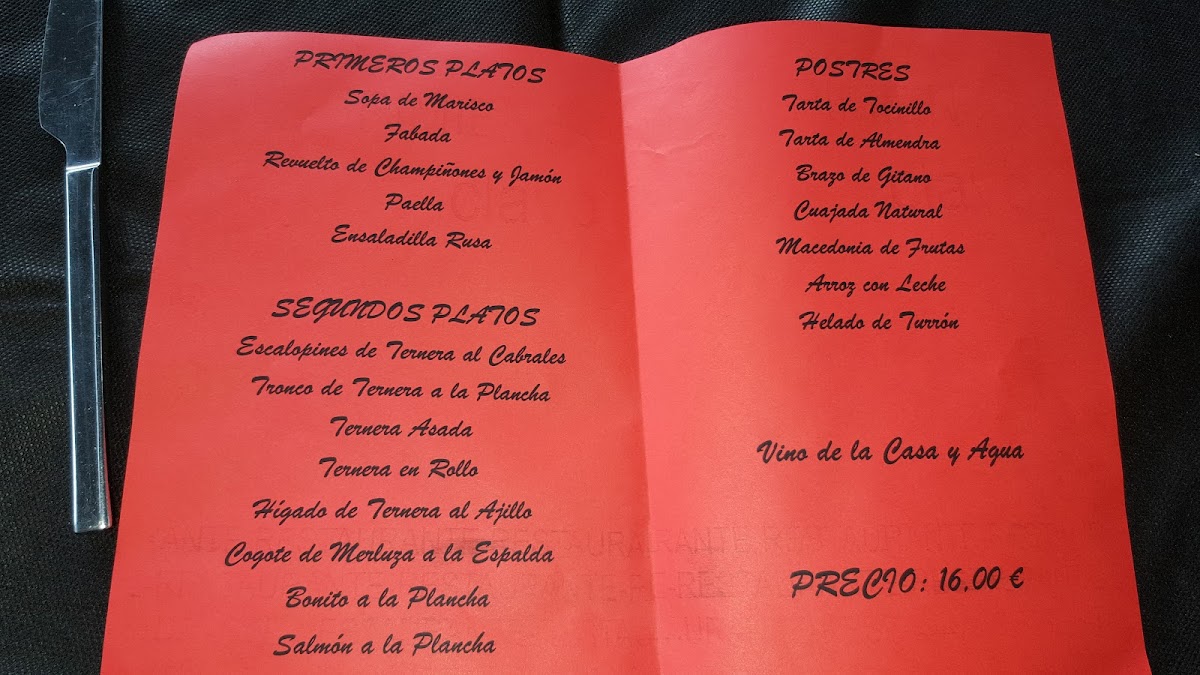 PRIMEROS PLATOS
Sopa de Marisco
Fabada
Revuelto de Champiñones y Jamón
Paella
Ensaladilla Rusa
SEGUNDOS PLATOS
Escalopines de Ternera al Cabrales
Tronco de Ternera a la Plancha
Ternera Asada
Ternera en Rollo
Hígado de Ternera al Ajillo
Cogote de Merluza a la Espalda
Bonito a la Plancha
Salmón a la Plancha
POSTRES
Tarta de Tocinillo
Tarta de Almendra
Brazo de Gitano
Cuajada Natural
Macedonia de Frutas
Arroz con Leche
Helado de Turrón
Vino de la Casa y Agua
PRECIO: 16,00 €